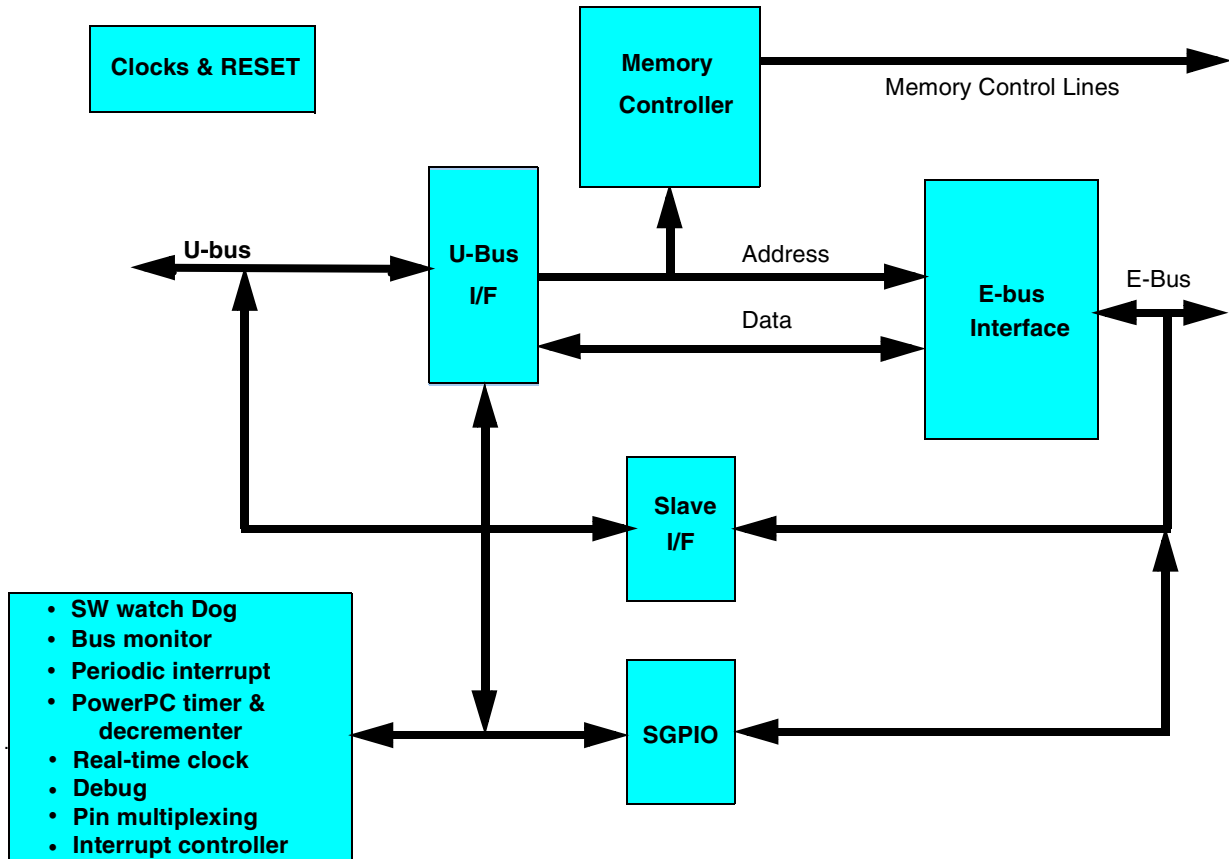 Clocks & RESET
Memory
Controller
Memory Control Lines
U-bus
U-Bus
I/F
Address
Data
E-bus
Interface
E-Bus
Slave
I/F
• SW watch Dog
• Bus monitor
• Periodic interrupt
• PowerPC timer &
decrementer
• Real-time clock
• Debug
• Pin multiplexing
• Interrupt controller
SGPIO